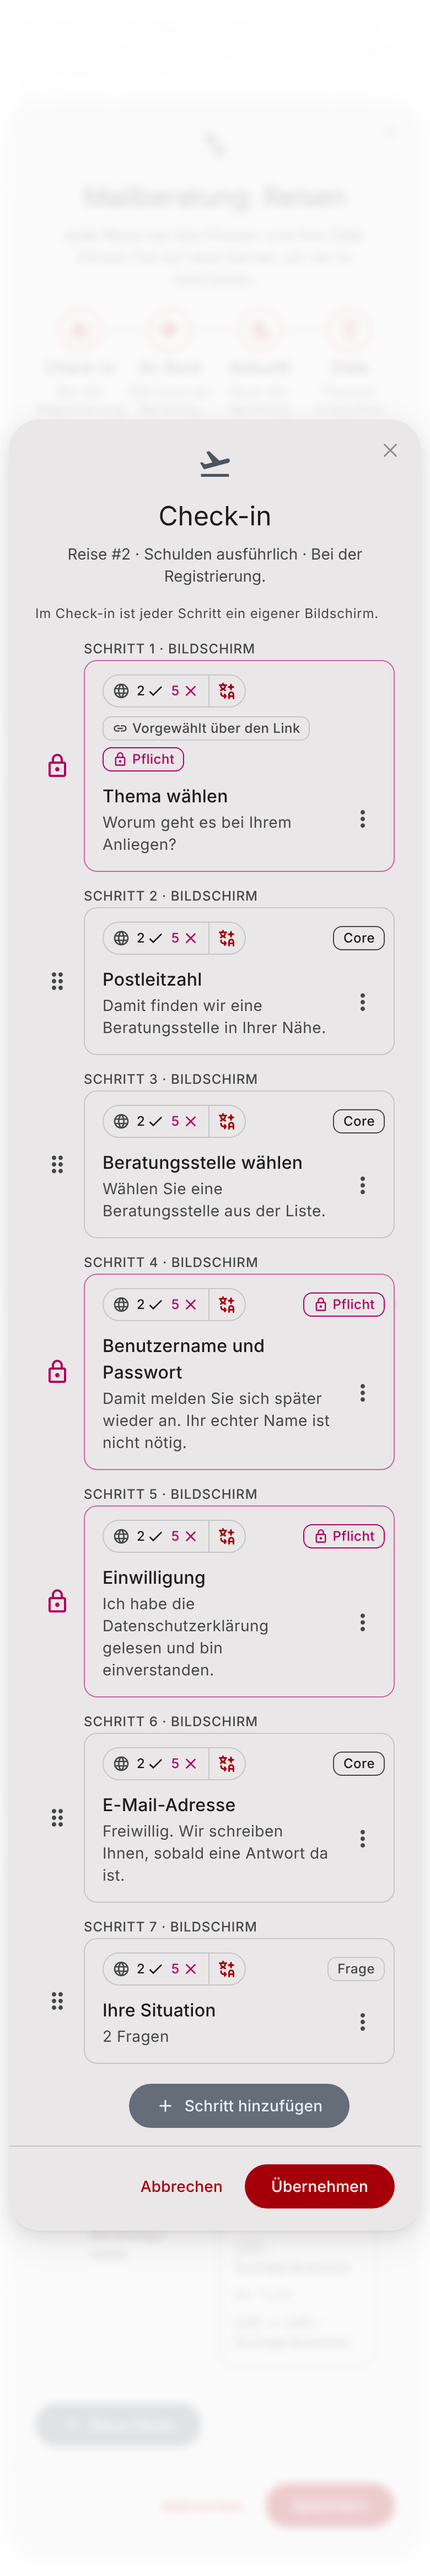 Mailberatung: Reisen
Check-in
Reise #2 · Schulden ausführlich · Bei der
Registrierung.
Im Check-in ist jeder Schritt ein eigener Bildschirm.
SCHRITT 1 · BILDSCHIRM
2 5
Vorgewählt über den Link
Pflicht
Thema wählen
Worum geht es bei Ihrem
Anliegen?
SCHRITT 2 · BILDSCHIRM
2 5 Core
Postleitzahl
Damit finden wir eine
Beratungsstelle in Ihrer Nähe.
SCHRITT 3 · BILDSCHIRM
2 5 Core
Beratungsstelle wählen
Wählen Sie eine
Beratungsstelle aus der Liste.
SCHRITT 4 · BILDSCHIRM
2 5 Pflicht
Benutzername und
Passwort
Damit melden Sie sich später
wieder an. Ihr echter Name ist
nicht nötig.
SCHRITT 5 · BILDSCHIRM
2 5 Pflicht
Einwilligung
Ich habe die
Datenschutzerklärung
gelesen und bin
einverstanden.
SCHRITT 6 · BILDSCHIRM
2 5 Core
E-Mail-Adresse
Freiwillig. Wir schreiben
Ihnen, sobald eine Antwort da
ist.
SCHRITT 7 · BILDSCHIRM
2 5 Frage
Ihre Situation
2 Fragen
Schritt hinzufügen
Abbrechen Übernehmen